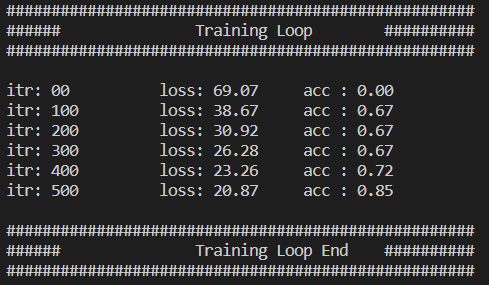 ####################################################
######               Training Loop        ##########
####################################################
itr: 00          loss: 69.07     acc : 0.00
itr: 100         loss: 38.67     acc : 0.67
itr: 200         loss: 30.92     acc : 0.67
itr: 300         loss: 26.28     acc : 0.67
itr: 400         loss: 23.26     acc : 0.72
itr: 500         loss: 20.87     acc : 0.85
####################################################
######               Training Loop End    ##########
####################################################